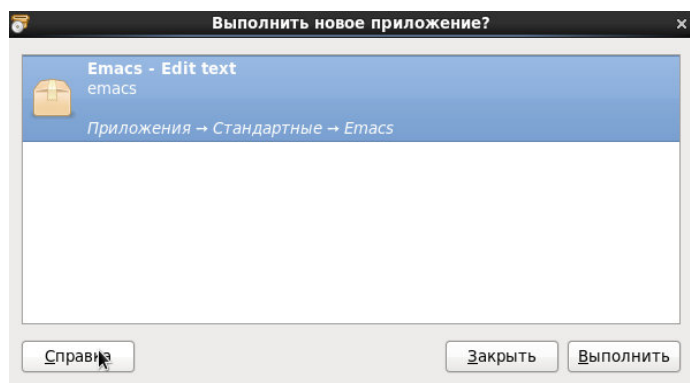 Выполнить новое приложение?
Emacs - Edit text
emacs
Приложения → Стандартные → Emacs
Справка
Закрыть
Выполнить